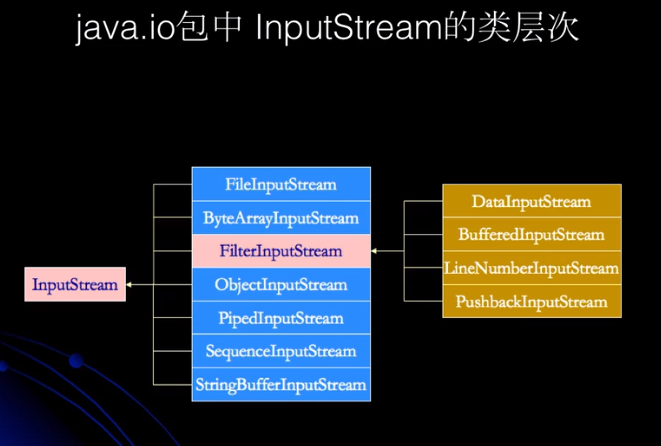 java.io包中 InputStream的类层次
InputStream
FileInputStream
ByteArrayInputStream
FilterInputStream
ObjectInputStream
PipedInputStream
SequenceInputStream
StringBufferInputStream
DataInputStream
BufferedInputStream
LineNumberInputStream
PushbackInputStream